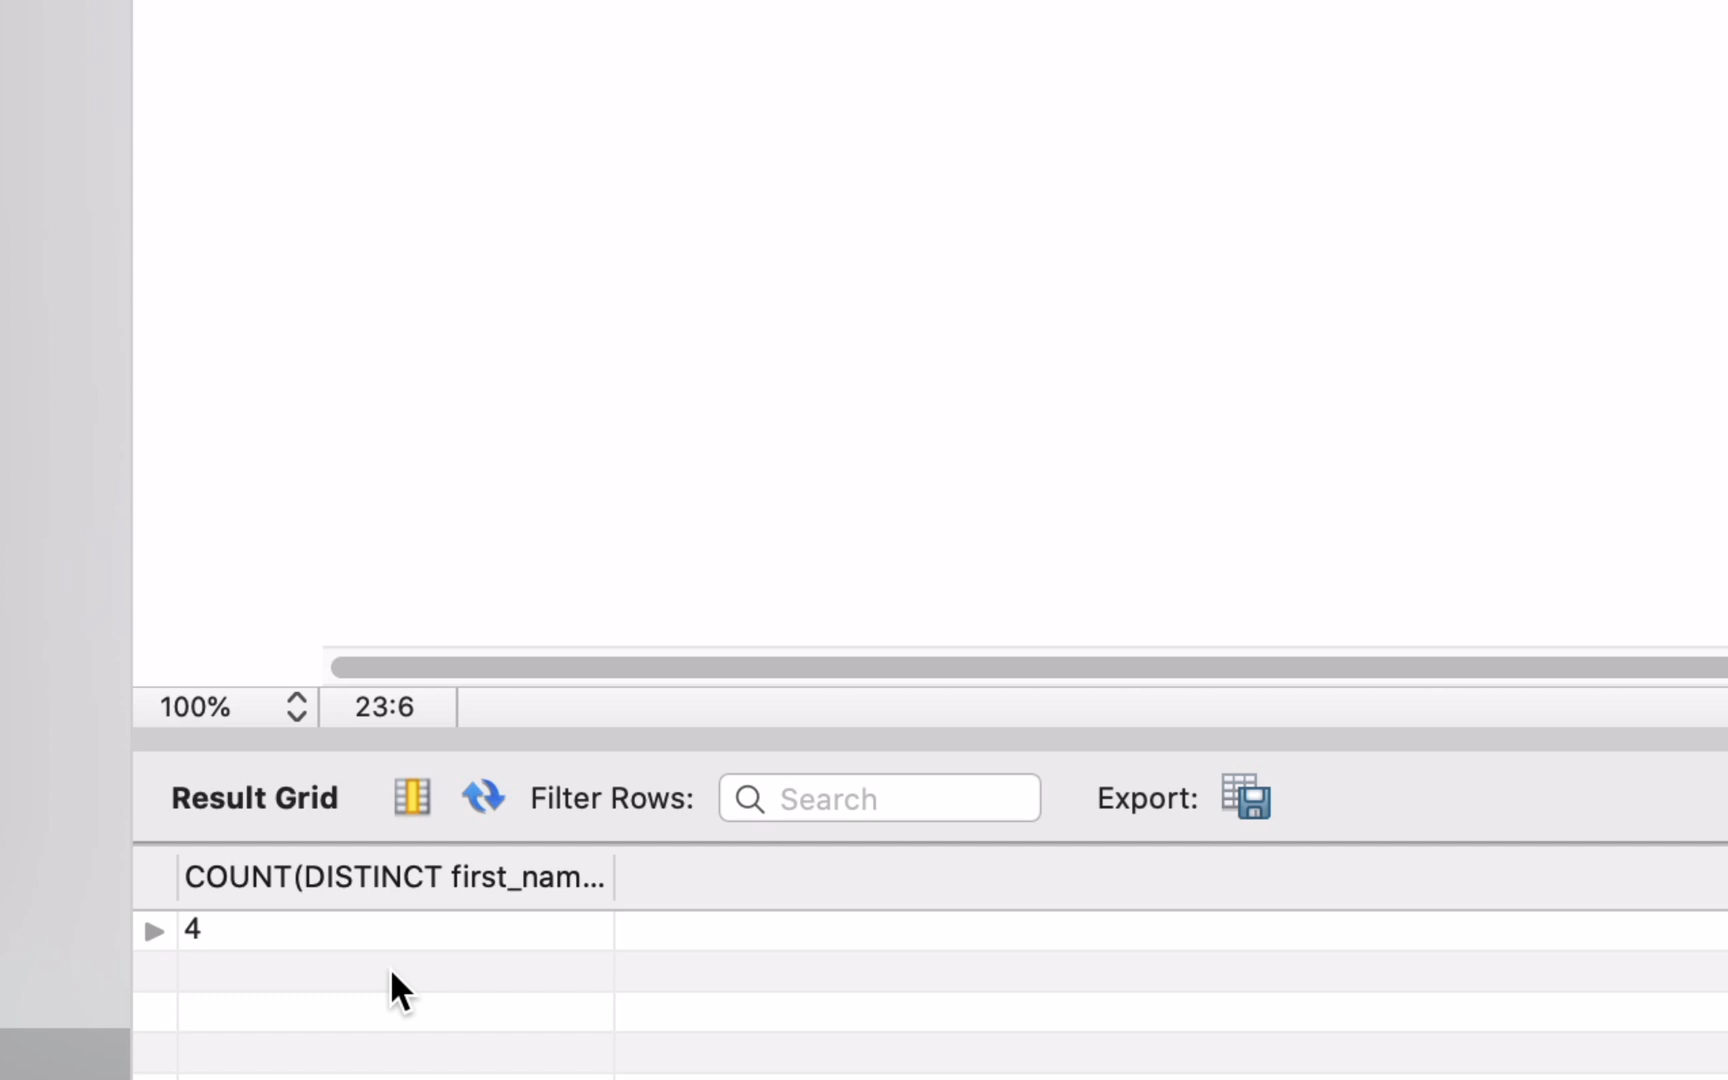 100% 23:6
Result Grid Filter Rows: Search Export:
COUNT(DISTINCT first_nam...
4